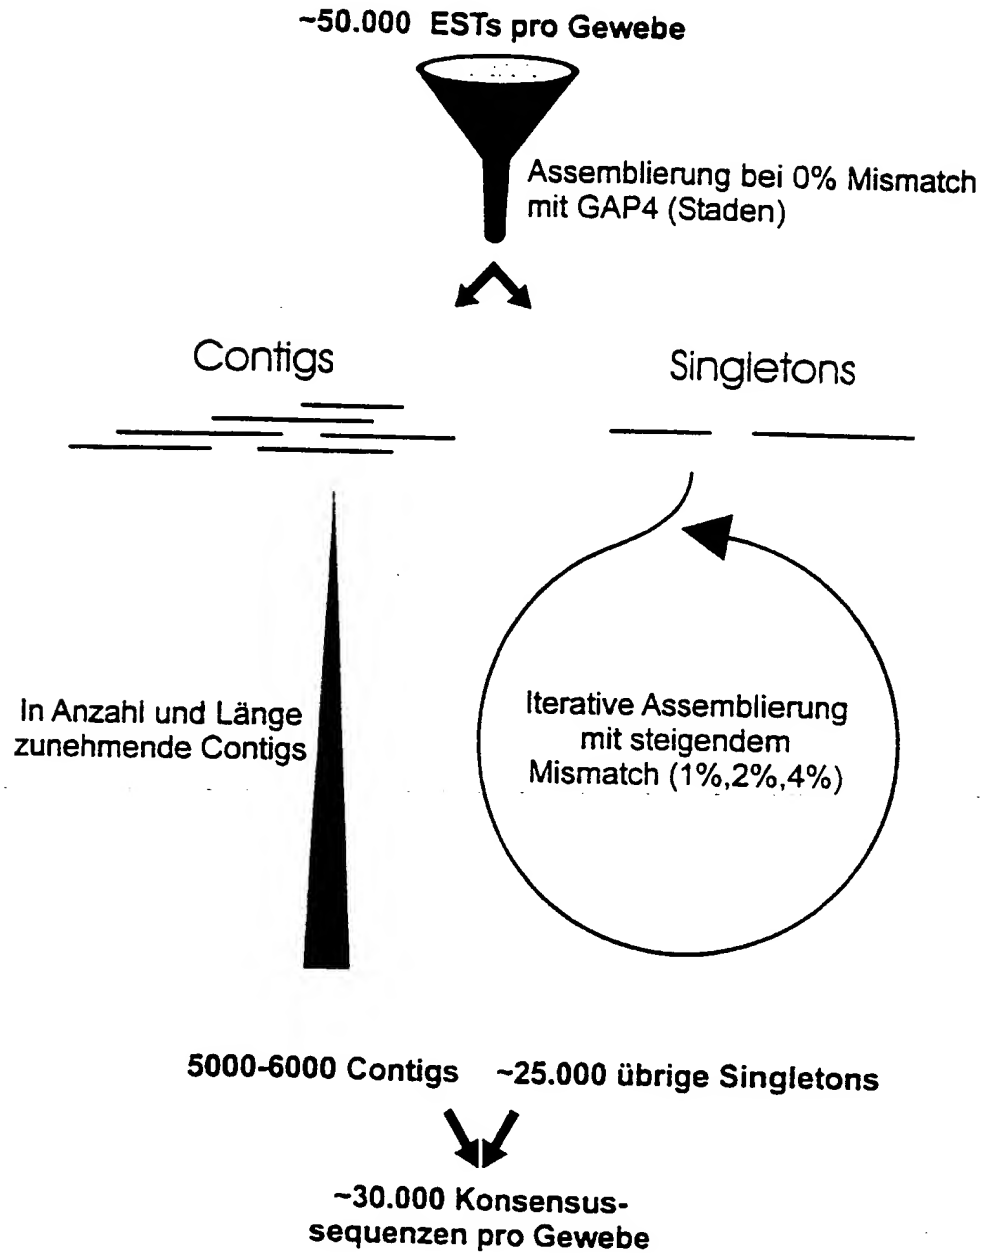 ~50.000 ESTs pro Gewebe
Assemblierung bei 0% Mismatch
mit GAP4 (Staden)
Contigs
Singletons
In Anzahl und Länge
zunehmende Contigs
Iterative Assemblierung
mit steigendem
Mismatch (1%,2%,4%)
5000-6000 Contigs
~25.000 übrige Singletons
~30.000 Konsensus-
sequenzen pro Gewebe